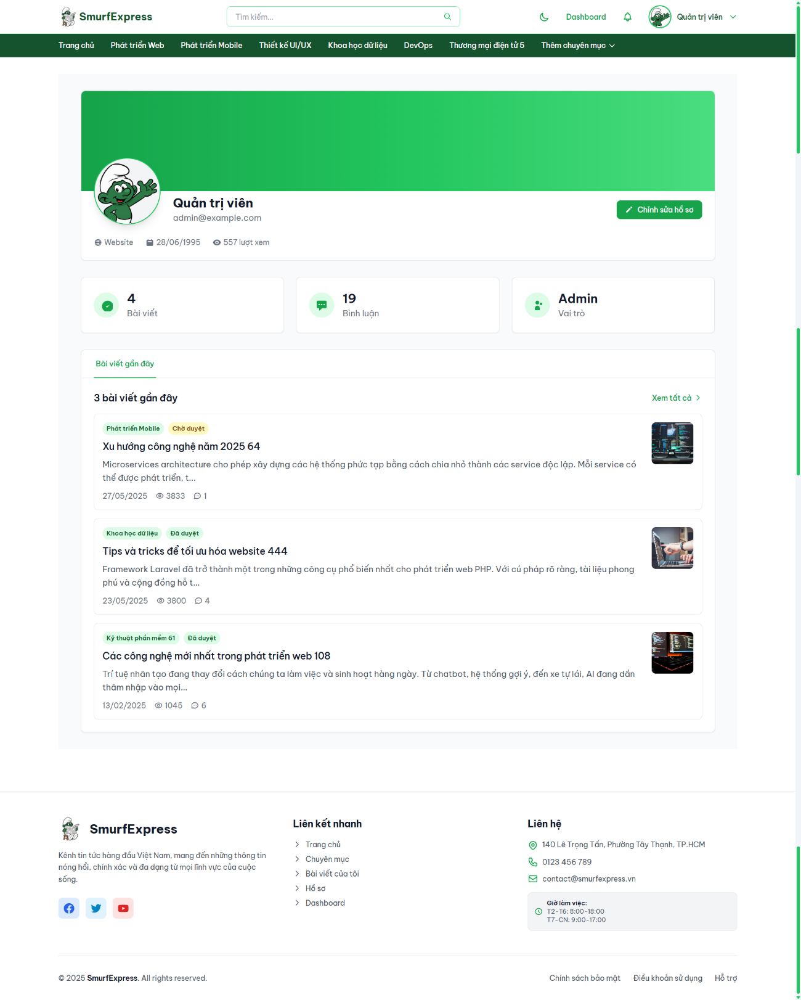 SmurfExpress
Tìm kiếm...
Dashboard
Quản trị viên
Trang chủ
Phát triển Web
Phát triển Mobile
Thiết kế UI/UX
Khoa học dữ liệu
DevOps
Thương mại điện tử 5
Thêm chuyên mục
Quản trị viên
admin@example.com
Chỉnh sửa hồ sơ
Website
28/06/1995
557 lượt xem
4
Bài viết
19
Bình luận
Admin
Vai trò
Bài viết gần đây
3 bài viết gần đây
Xem tất cả
Phát triển Mobile
Chờ duyệt
Xu hướng công nghệ năm 2025 64
Microservices architecture cho phép xây dựng các hệ thống phức tạp bằng cách chia nhỏ thành các service độc lập. Mỗi service có
thể được phát triển, t...
27/05/2025
3833
1
Khoa học dữ liệu
Đã duyệt
Tips và tricks để tối ưu hóa website 444
Framework Laravel đã trở thành một trong những công cụ phổ biến nhất cho phát triển web PHP. Với cú pháp rõ ràng, tài liệu phong
phú và cộng đồng hỗ t...
23/05/2025
3800
4
Kỹ thuật phần mềm 61
Đã duyệt
Các công nghệ mới nhất trong phát triển web 108
Trí tuệ nhân tạo đang thay đổi cách chúng ta làm việc và sinh hoạt hàng ngày. Từ chatbot, hệ thống gợi ý, đến xe tự lái, AI đang dần
thâm nhập vào mọi...
13/02/2025
1045
6
SmurfExpress
Kênh tin tức hàng đầu Việt Nam, mang đến những thông tin
nóng hổi, chính xác và đa dạng từ mọi lĩnh vực của cuộc
sống.
Liên kết nhanh
Trang chủ
Chuyên mục
Bài viết của tôi
Hồ sơ
Dashboard
Liên hệ
140 Lê Trọng Tấn, Phường Tây Thạnh, TP.HCM
0123 456 789
contact@smurfexpress.vn
Giờ làm việc:
T2-T6: 8:00-18:00
T7-CN: 9:00-17:00
© 2025 SmurfExpress. All rights reserved.
Chính sách bảo mật
Điều khoản sử dụng
Hỗ trợ